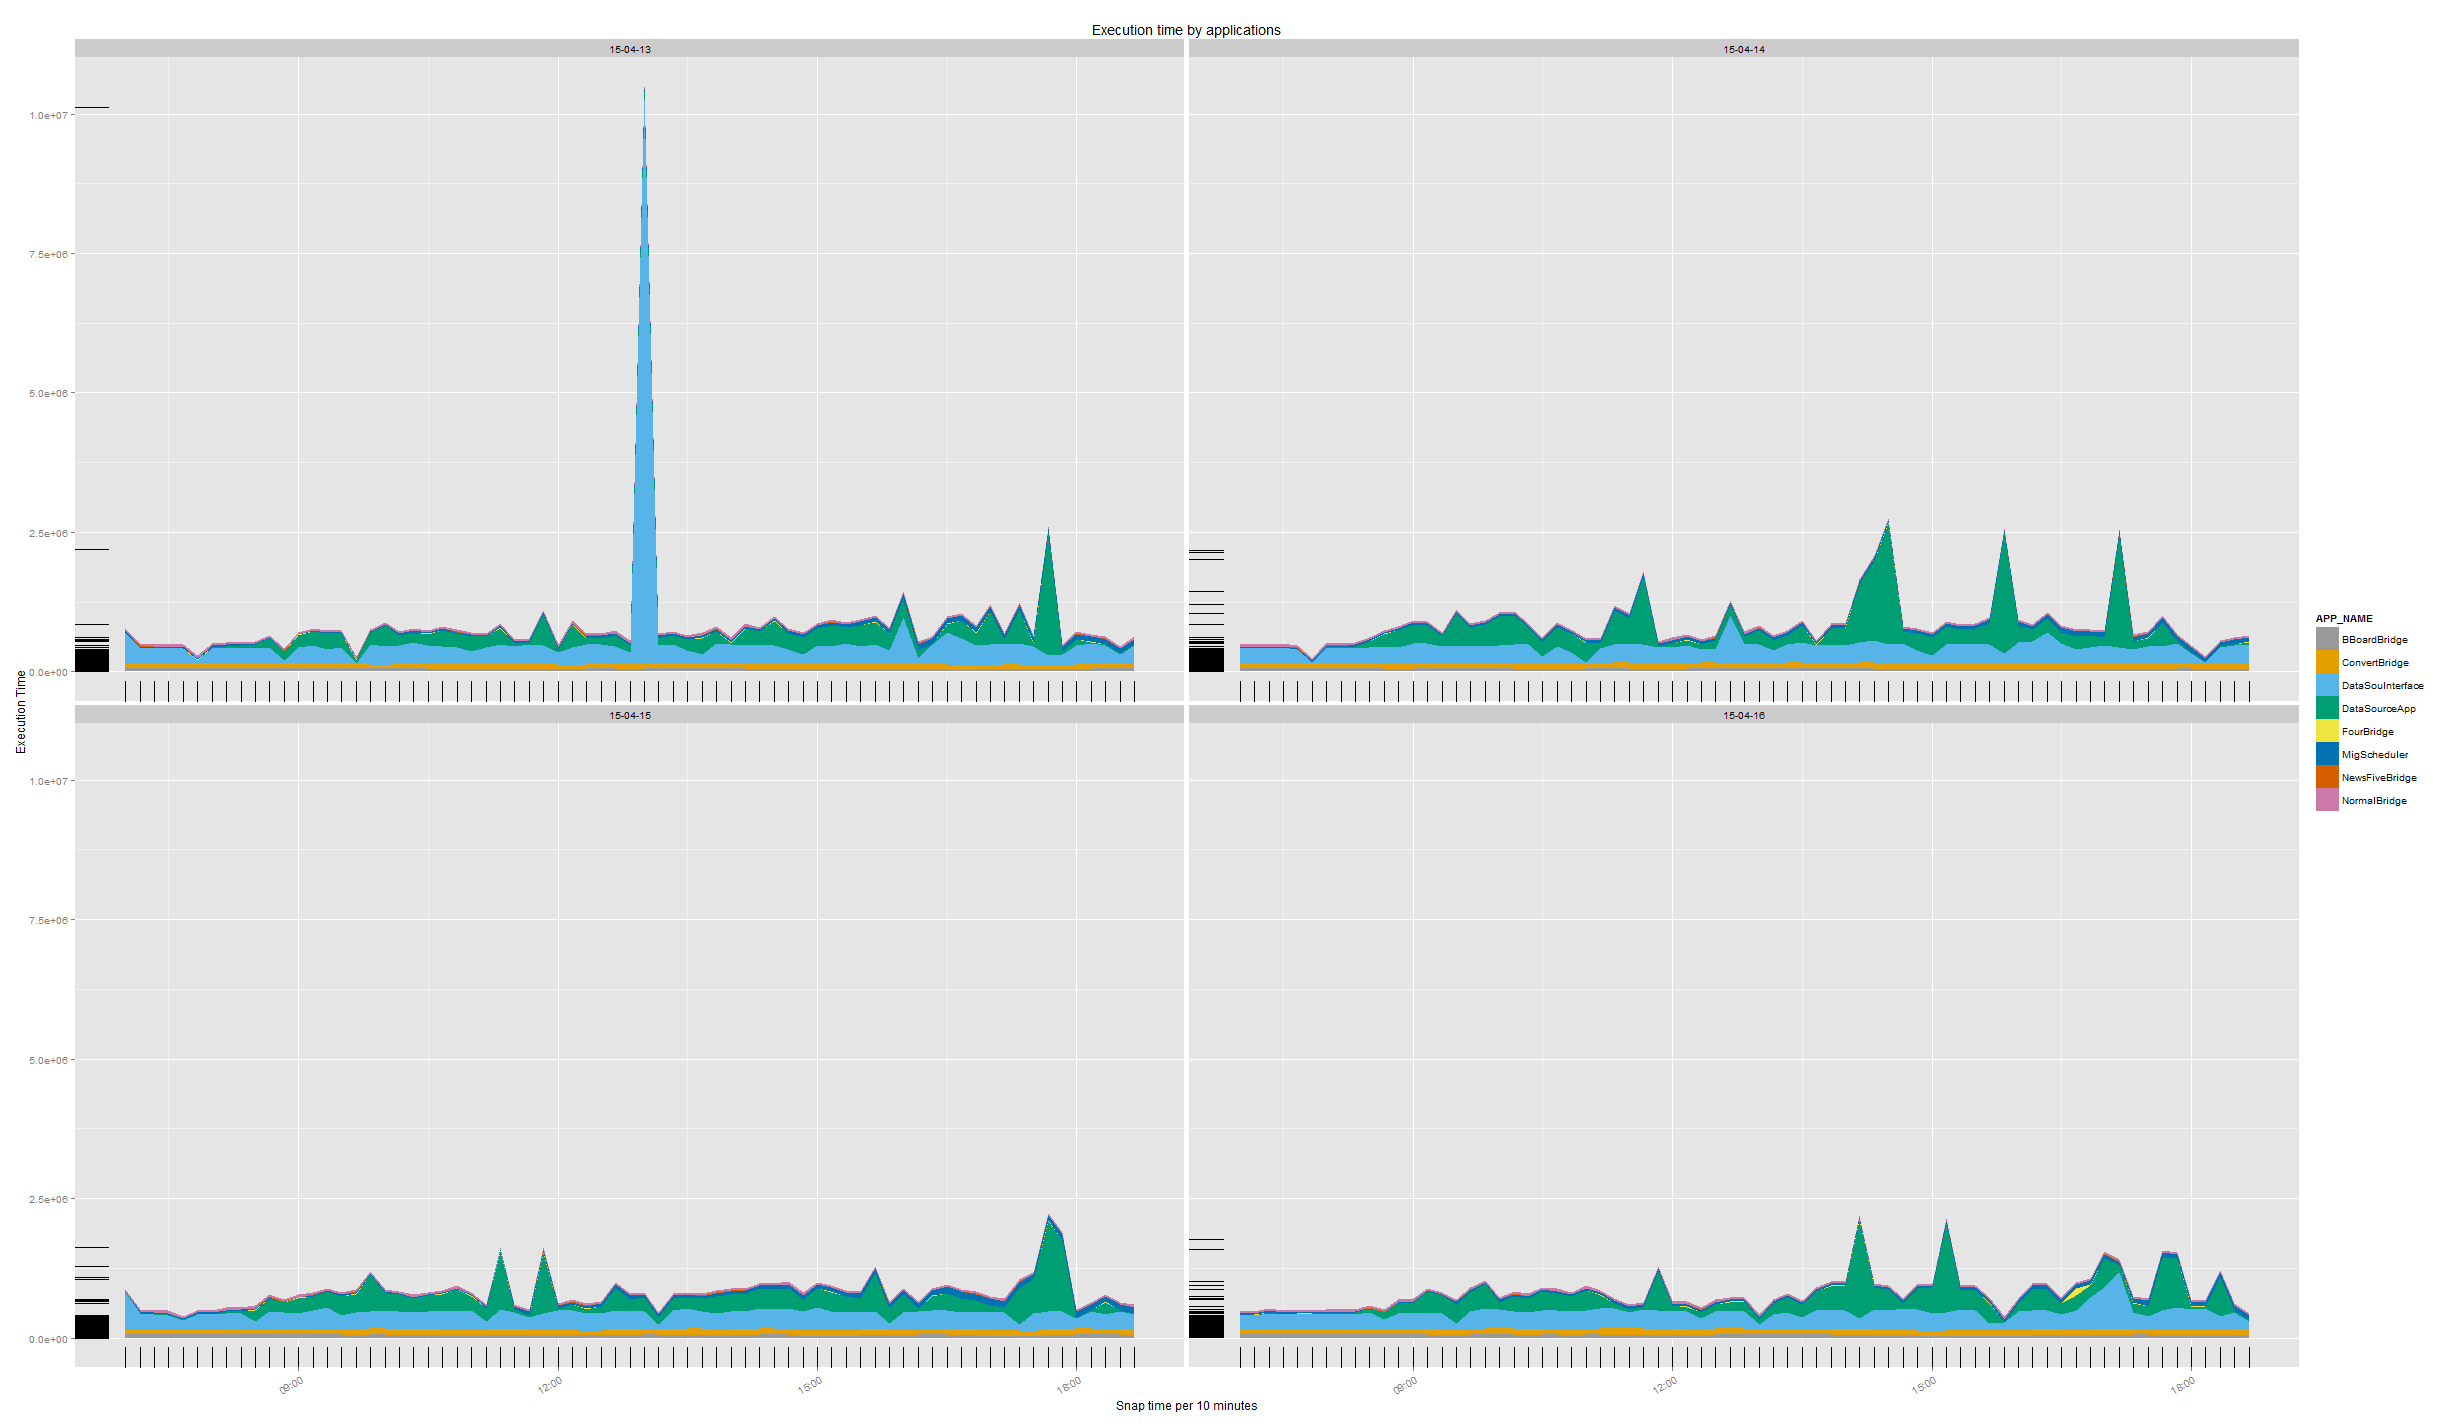 Execution time by applications
15-04-13
15-04-14
1.0e+07
7.5e+06
5.0e+06
2.5e+06
0.0e+00
15-04-15
15-04-16
1.0e+07
7.5e+06
5.0e+06
2.5e+06
0.0e+00
Execution Time
09:00
12:00
15:00
18:00
09:00
12:00
15:00
18:00
Snap time per 10 minutes
APP_NAME
BBoardBridge
ConvertBridge
DataSouInterface
DataSourceApp
FourBridge
MigScheduler
NewsFiveBridge
NormalBridge